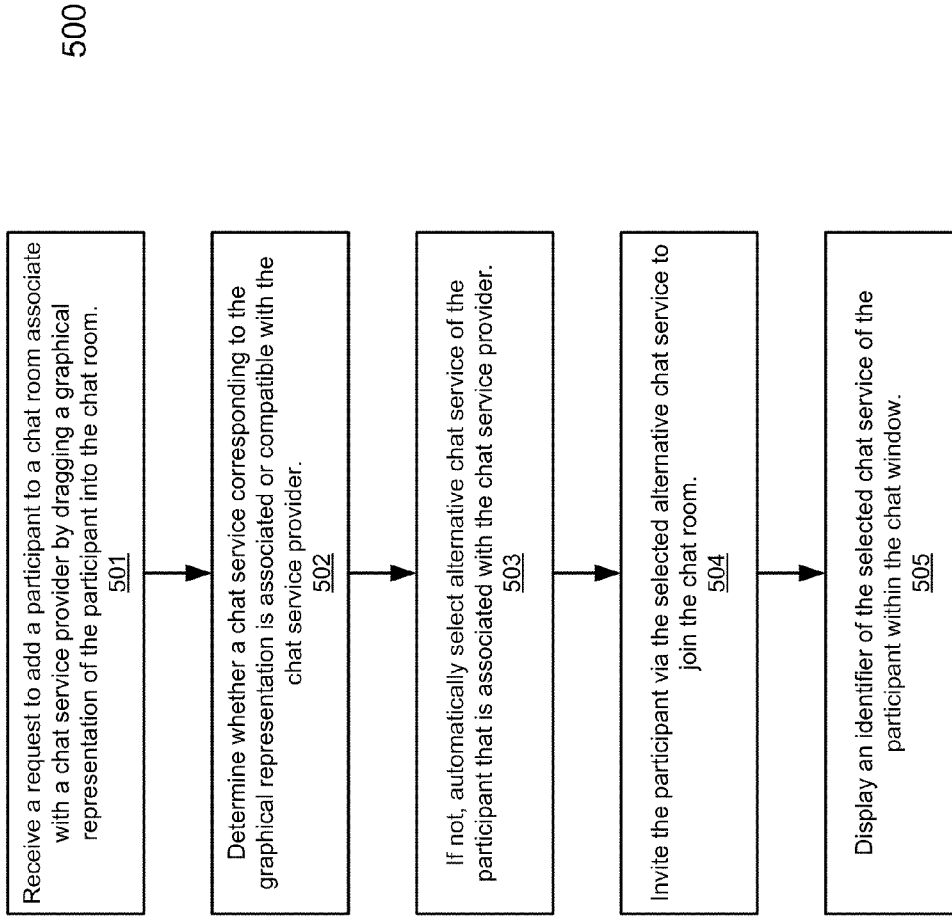 Receive a request to add a participant to a chat room associate
with a chat service provider by dragging a graphical
representation of the participant into the chat room.
501
Determine whether a chat service corresponding to the
graphical representation is associated or compatible with the
chat service provider.
502
If not, automatically select alternative chat service of the
participant that is associated with the chat service provider.
503
Invite the participant via the selected alternative chat service to
join the chat room.
504
Display an identifier of the selected chat service of the
participant within the chat window.
505
500